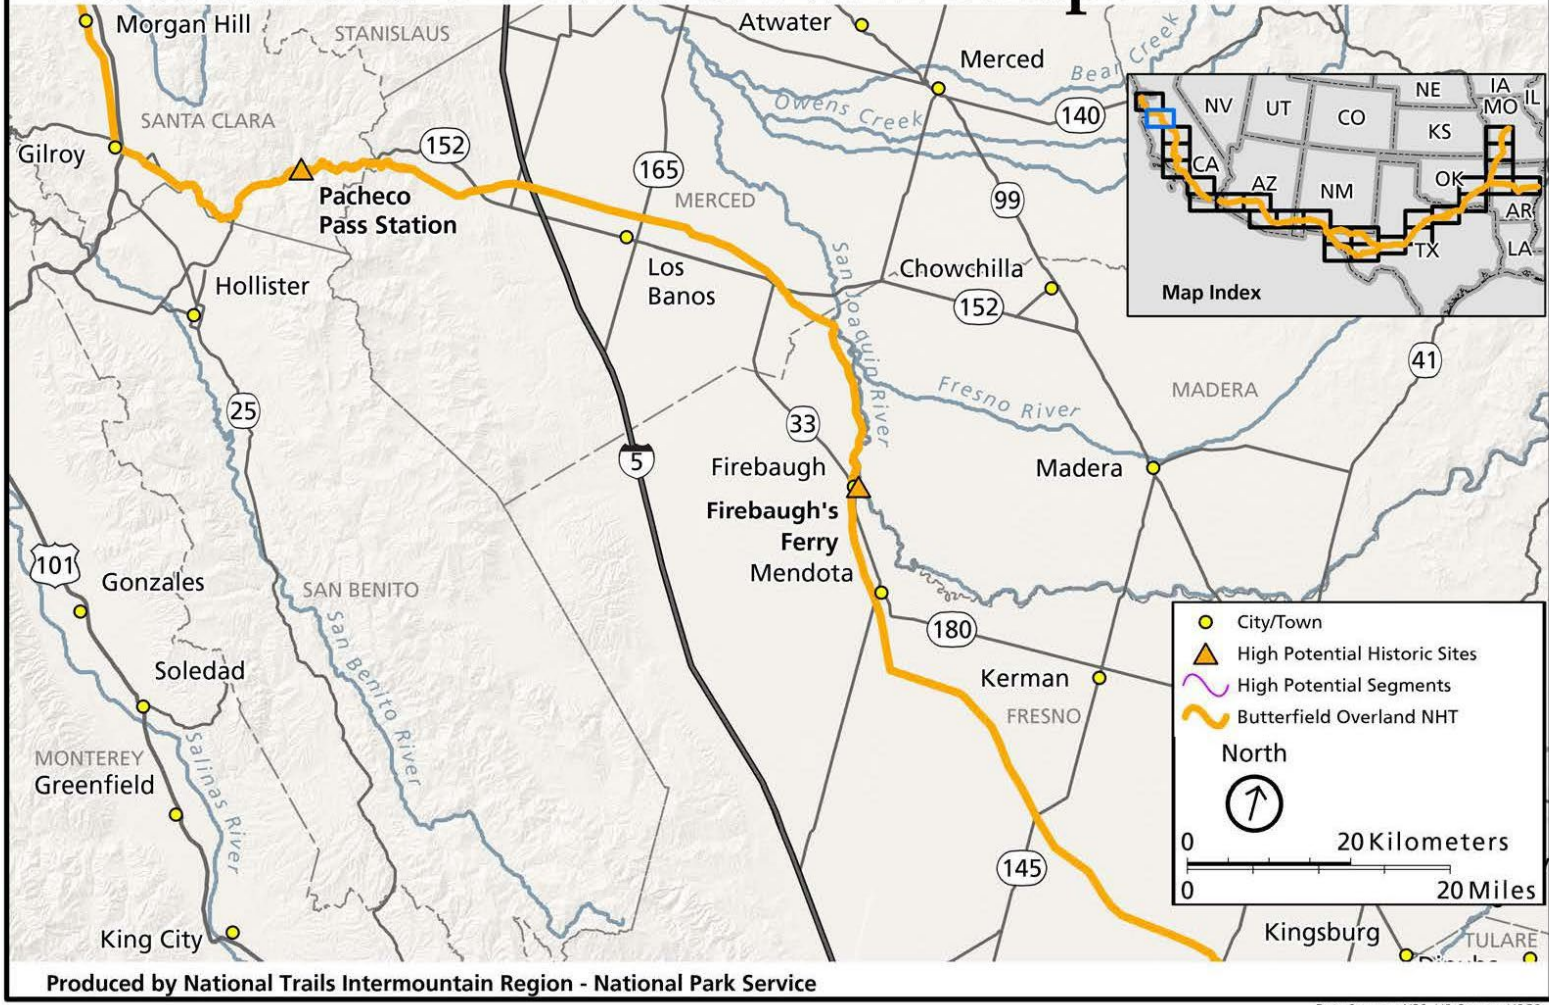 Morgan Hill
STANISLAUS
Atwater
Merced
Bear Creek
Owens Creek
140
SANTA CLARA
Gilroy
152
165
MERCED
99
Pacheco
Pass Station
Los
Banos
Chowchilla
152
San Joaquin River
Hollister
25
33
Fresno River
MADERA
41
5
Firebaugh
Madera
Firebaugh's
Ferry
Mendota
101
Gonzales
SAN BENITO
San Benito River
180
Soledad
Kerman
FRESNO
MONTEREY
Greenfield
Salinas River
145
King City
Kingsburg
TULARE
NV
UT
CO
NE
IA
MO
IL
KS
CA
AZ
NM
OK
AR
TX
LA
Map Index
City/Town
High Potential Historic Sites
High Potential Segments
Butterfield Overland NHT
North
0 20 Kilometers
0 20 Miles
Produced by National Trails Intermountain Region - National Park Service